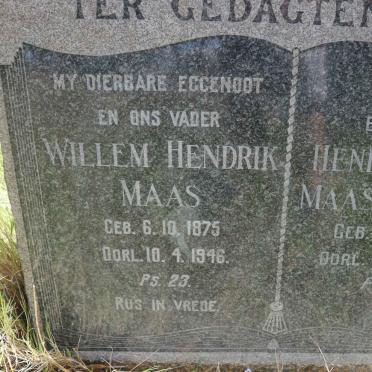 TER GEDAGTEN
MY DIERBARE EGGENOOT
EN ONS VADER
WILLEM HENDRIK
MAAS
GEB. 6.10.1875
OORL. 10.4.1946.
PS. 23.
RUS IN VREDE.
HEN
MAAS
GEB.
OORL.